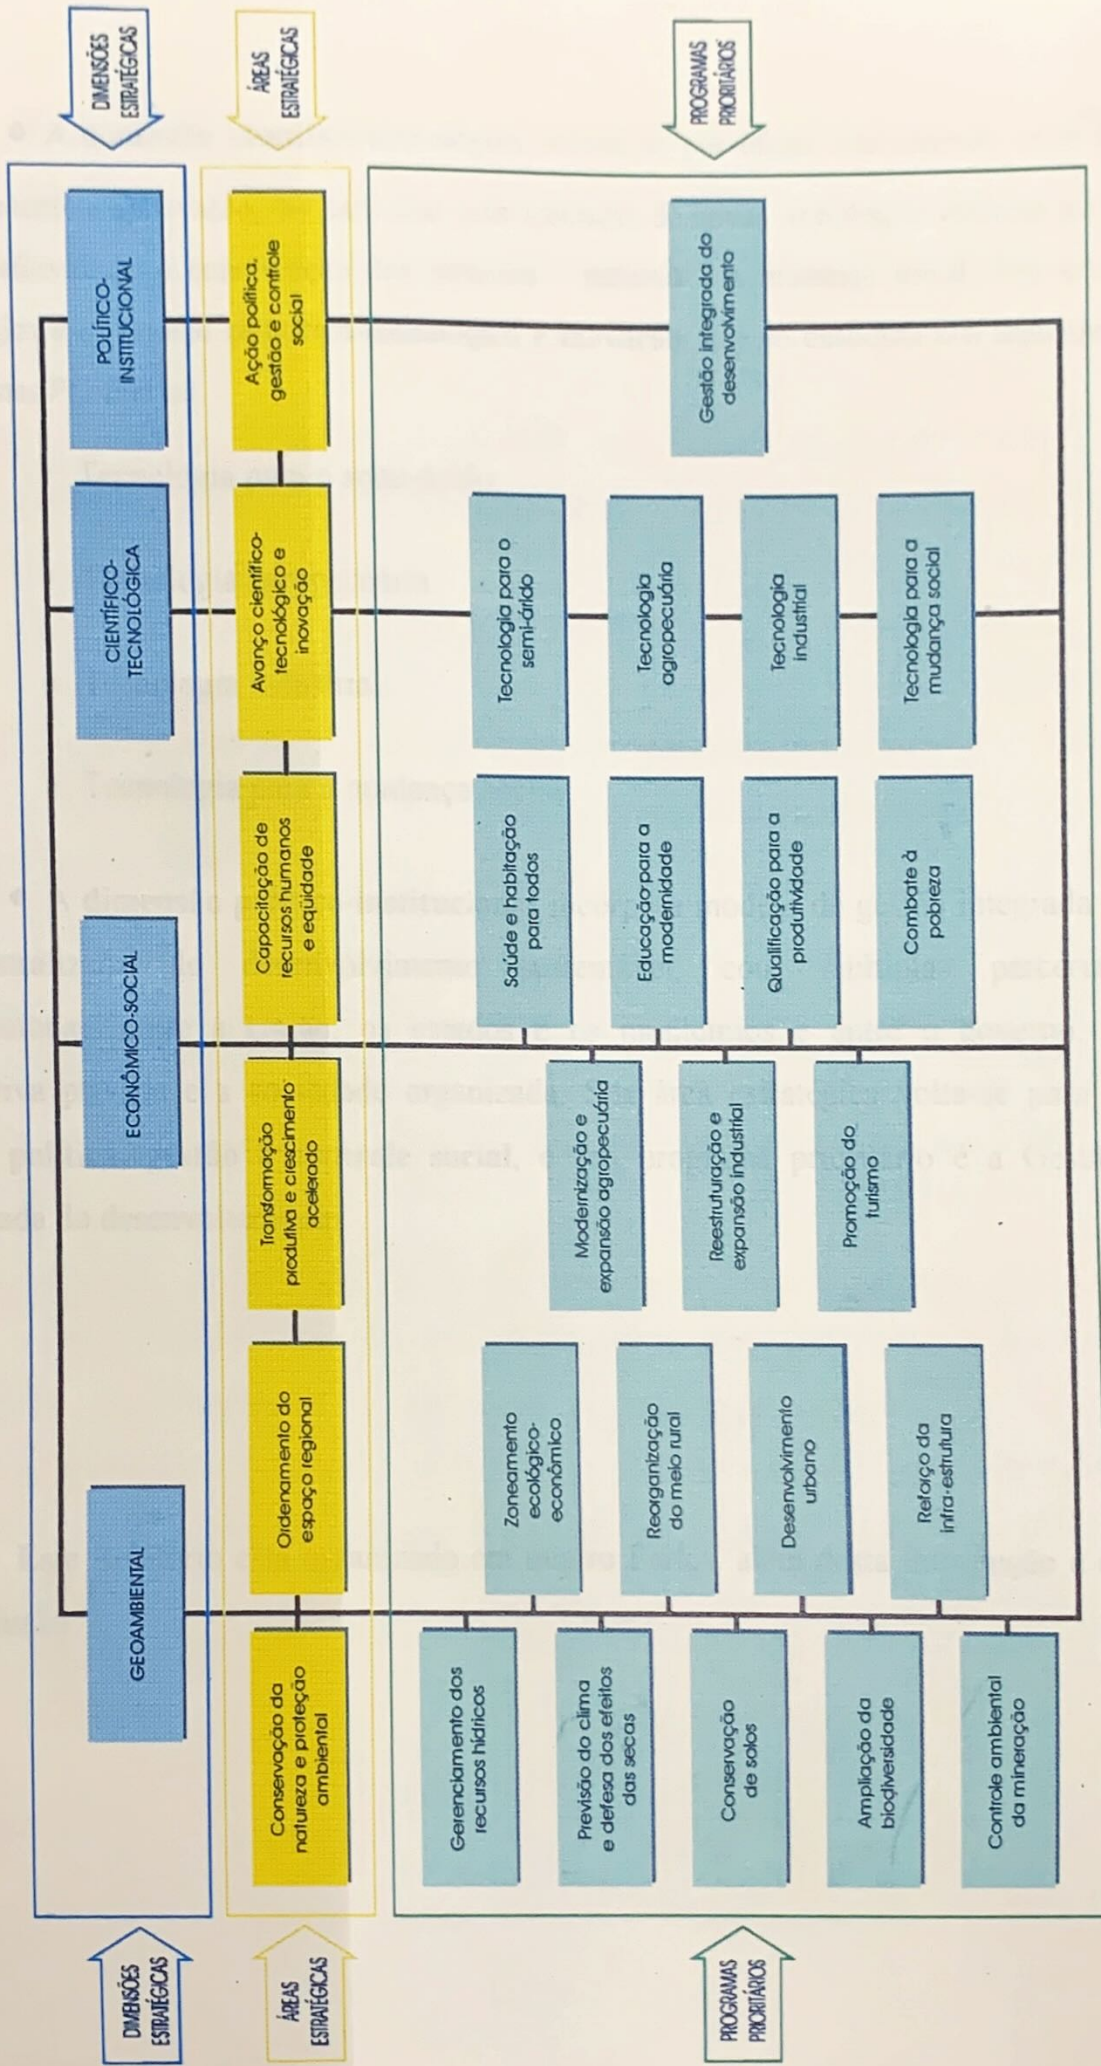 DIMENSÕES
ESTRATÉGICAS
GEOAMBIENTAL
ECONÔMICO-SOCIAL
CIENTÍFICO-
TECNOLÓGICA
POLÍTICO-
INSTITUCIONAL
DIMENSÕES
ESTRATÉGICAS
ÁREAS
ESTRATÉGICAS
Conservação da
natureza e proteção
ambiental
Ordenamento do
espaço regional
Transfomação
produtiva e crescimento
acelerado
Capacitação de
recursos humanos
e eqüidade
Avanço científico-
tecnológico e
inovação
Ação política,
gestão e controle
social
ÁREAS
ESTRATÉGICAS
PROGRAMAS
PRIORITÁRIOS
Gerenciamento dos
recursos hídricos
Previsão do clima
e defesa dos efeitos
das secas
Conservação
de solos
Ampliação da
biodiversidade
Controle ambiental
da mineração
Zoneamento
ecológico-
econômico
Reorganização
do meio rural
Desenvolvimento
urbano
Reforço da
infra-estrutura
Modernização e
expansão agropecuária
Reestruturação e
expansão industrial
Promoção do
turismo
Saúde e habitação
para todos
Educação para a
modernidade
Qualificação para a
produtividade
Combate à
pobreza
Tecnologia para o
semi-árido
Tecnologia
agropecuária
Tecnologia
industrial
Tecnologia para a
mudança social
Gestão integrada do
desenvolvimento
PROGRAMAS
PRIORITÁRIOS